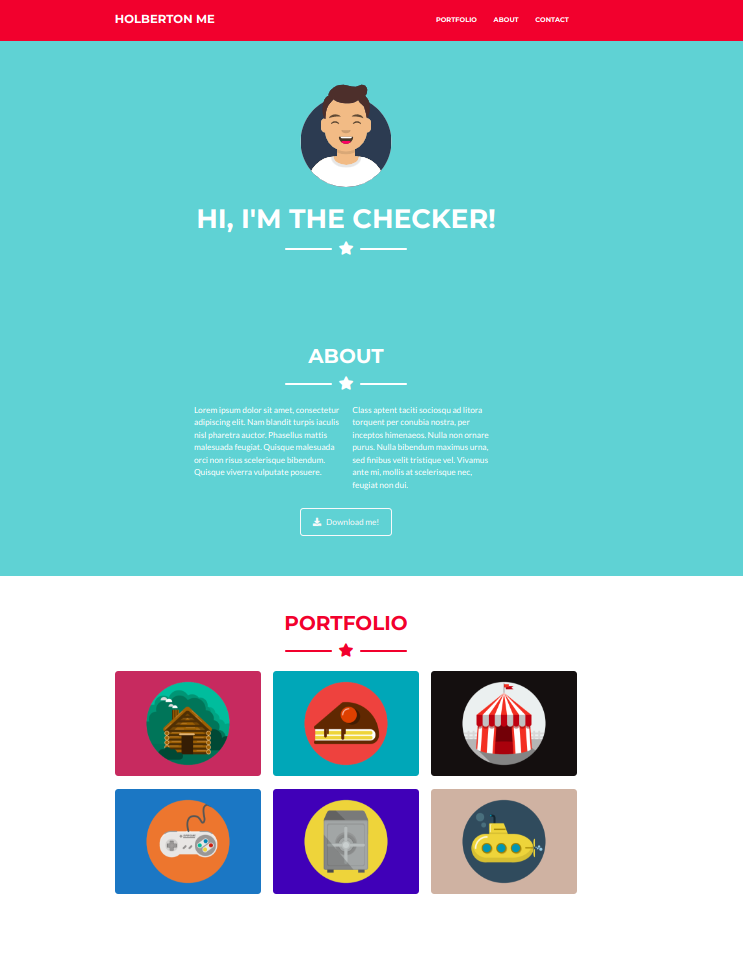 HOLBERTON ME
PORTFOLIO ABOUT CONTACT
HI, I'M THE CHECKER!
ABOUT
Lorem ipsum dolor sit amet, consectetur
adipiscing elit. Nam blandit turpis iaculis
nisl pharetra auctor. Phasellus mattis
malesuada feugiat. Quisque malesuada
orci non risus scelerisque bibendum.
Quisque viverra vulputate posuere.
Class aptent taciti sociosqu ad litora
torquent per conubia nostra, per
inceptos himenaeos. Nulla non ornare
purus. Nulla bibendum maximus urna,
sed finibus velit tristique vel. Vivamus
ante mi, mollis at scelerisque nec,
feugiat non dui.
Download me!
PORTFOLIO